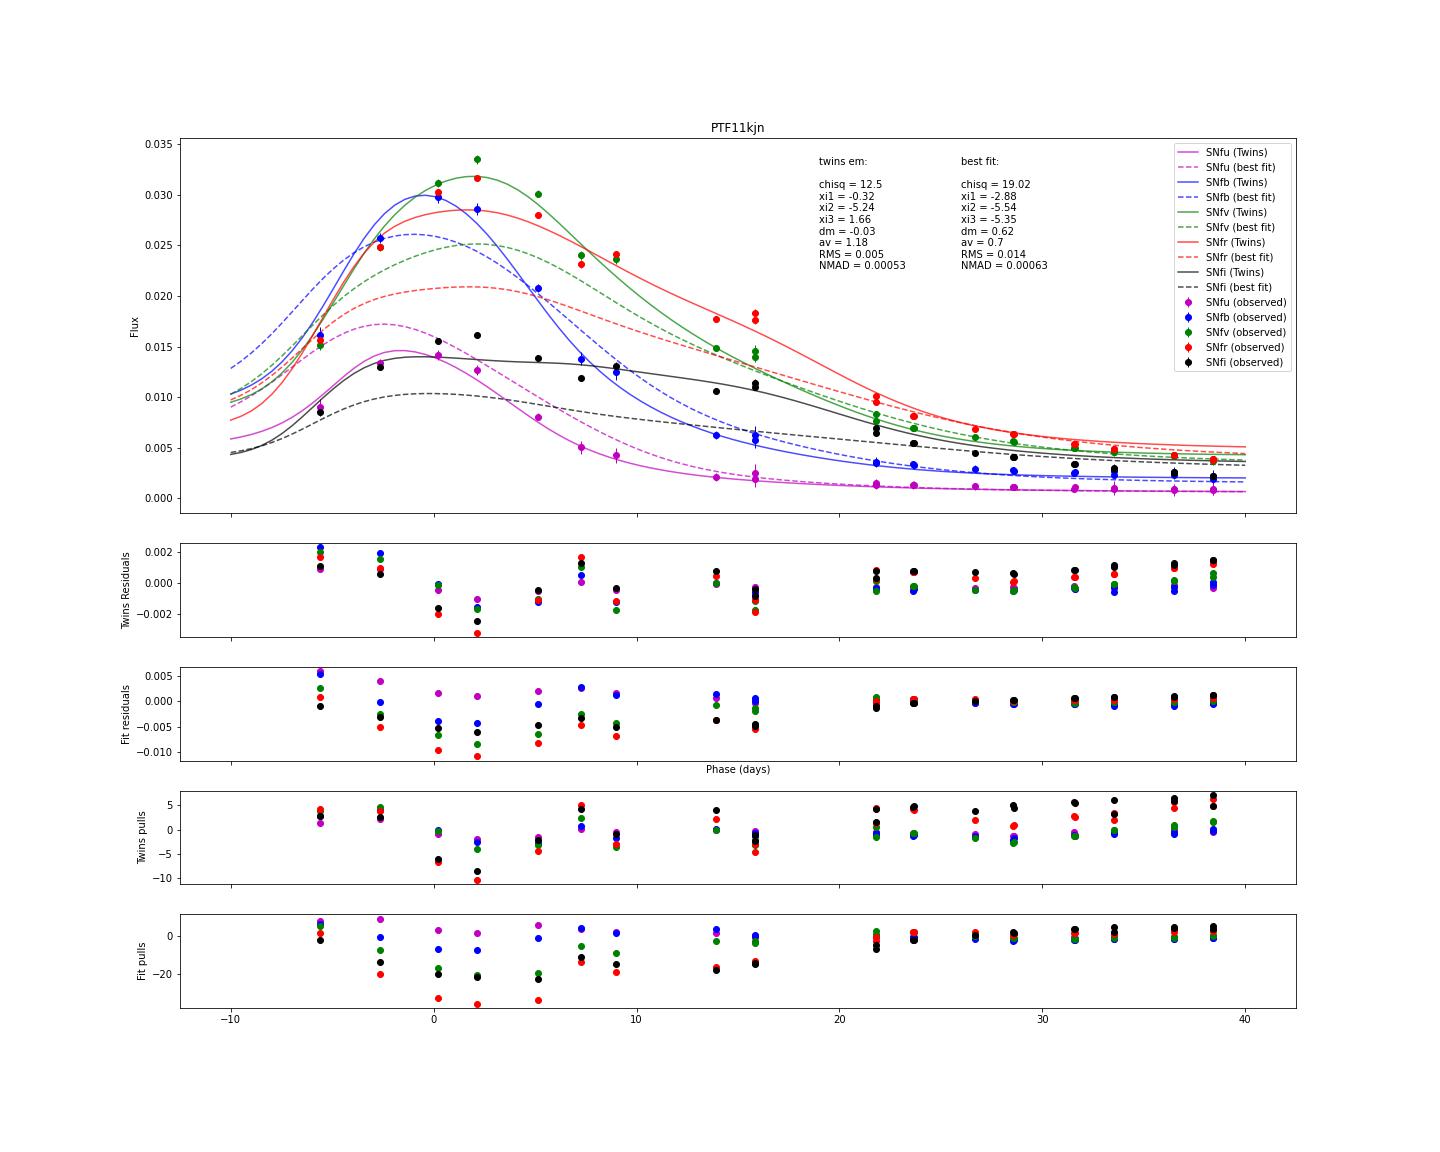 PTF11kjn
0.035
0.030
0.025
0.020
0.015
0.010
0.005
0.000
Flux
twins em:
chisq = 12.5
xi1 = -0.32
xi2 = -5.24
xi3 = 1.66
dm = -0.03
av = 1.18
RMS = 0.005
NMAD = 0.00053
best fit:
chisq = 19.02
xi1 = -2.88
xi2 = -5.54
xi3 = -5.35
dm = 0.62
av = 0.7
RMS = 0.014
NMAD = 0.00063
SNfu (Twins)
SNfu (best fit)
SNfb (Twins)
SNfb (best fit)
SNfv (Twins)
SNfv (best fit)
SNfr (Twins)
SNfr (best fit)
SNfi (Twins)
SNfi (best fit)
SNfu (observed)
SNfb (observed)
SNfv (observed)
SNfr (observed)
SNfi (observed)
0.002
0.000
−0.002
Twins Residuals
0.005
0.000
−0.005
−0.010
Fit residuals
Phase (days)
5
0
−5
−10
Twins pulls
0
−20
Fit pulls
−10
0
10
20
30
40